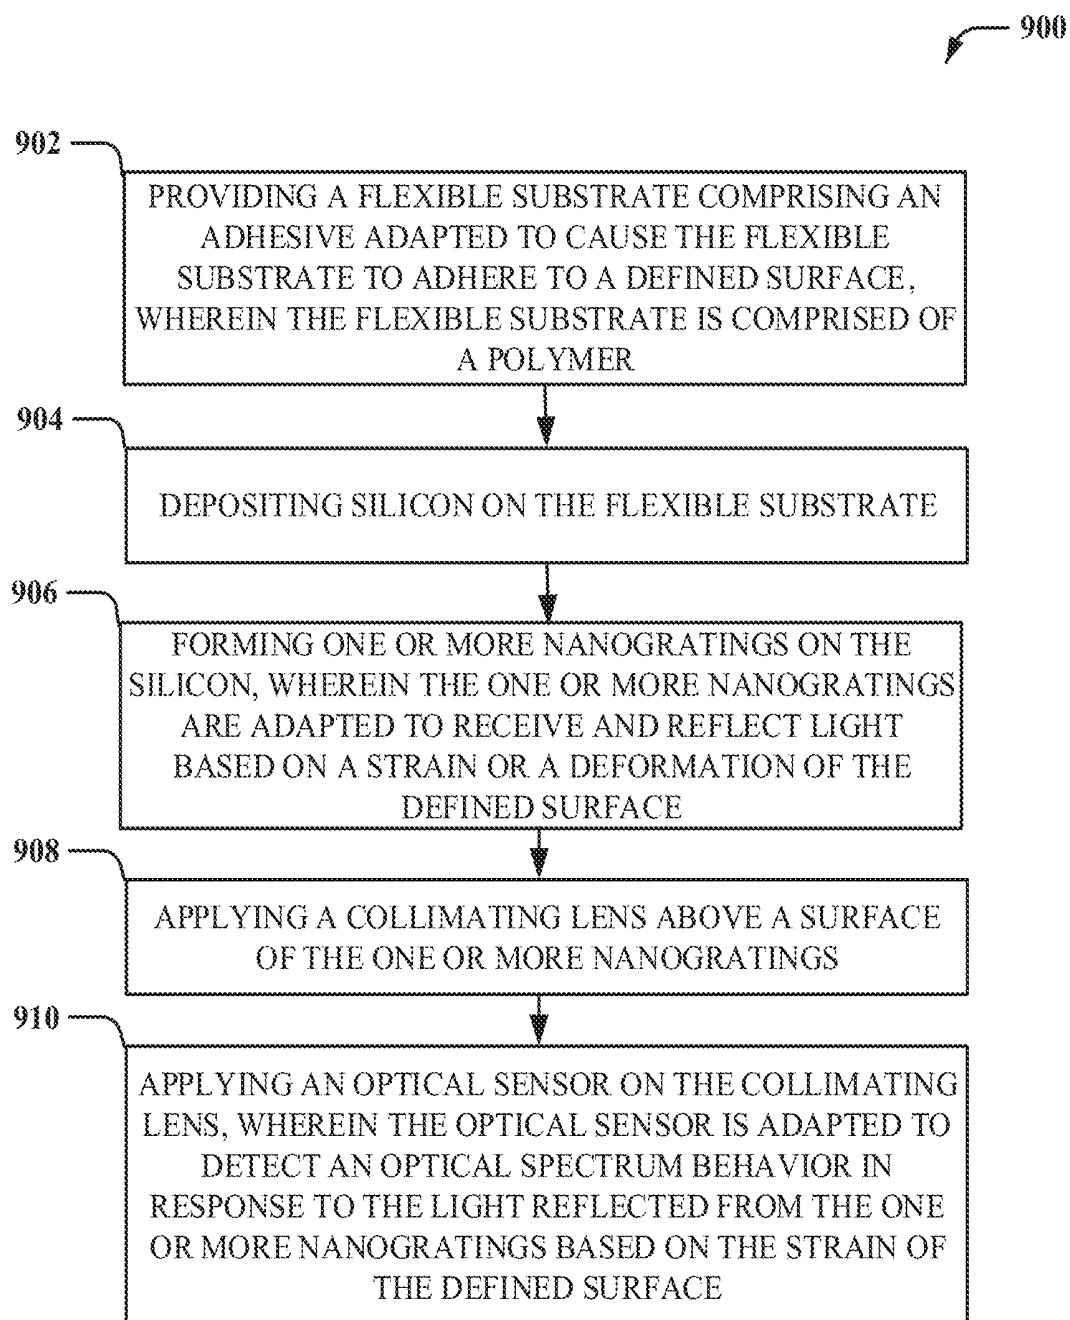 900
902
PROVIDING A FLEXIBLE SUBSTRATE COMPRISING AN
ADHESIVE ADAPTED TO CAUSE THE FLEXIBLE
SUBSTRATE TO ADHERE TO A DEFINED SURFACE,
WHEREIN THE FLEXIBLE SUBSTRATE IS COMPRISED OF
A POLYMER
904
DEPOSITING SILICON ON THE FLEXIBLE SUBSTRATE
906
FORMING ONE OR MORE NANOGRATINGS ON THE
SILICON, WHEREIN THE ONE OR MORE NANOGRATINGS
ARE ADAPTED TO RECEIVE AND REFLECT LIGHT
BASED ON A STRAIN OR A DEFORMATION OF THE
DEFINED SURFACE
908
APPLYING A COLLIMATING LENS ABOVE A SURFACE
OF THE ONE OR MORE NANOGRATINGS
910
APPLYING AN OPTICAL SENSOR ON THE COLLIMATING
LENS, WHEREIN THE OPTICAL SENSOR IS ADAPTED TO
DETECT AN OPTICAL SPECTRUM BEHAVIOR IN
RESPONSE TO THE LIGHT REFLECTED FROM THE ONE
OR MORE NANOGRATINGS BASED ON THE STRAIN OF
THE DEFINED SURFACE